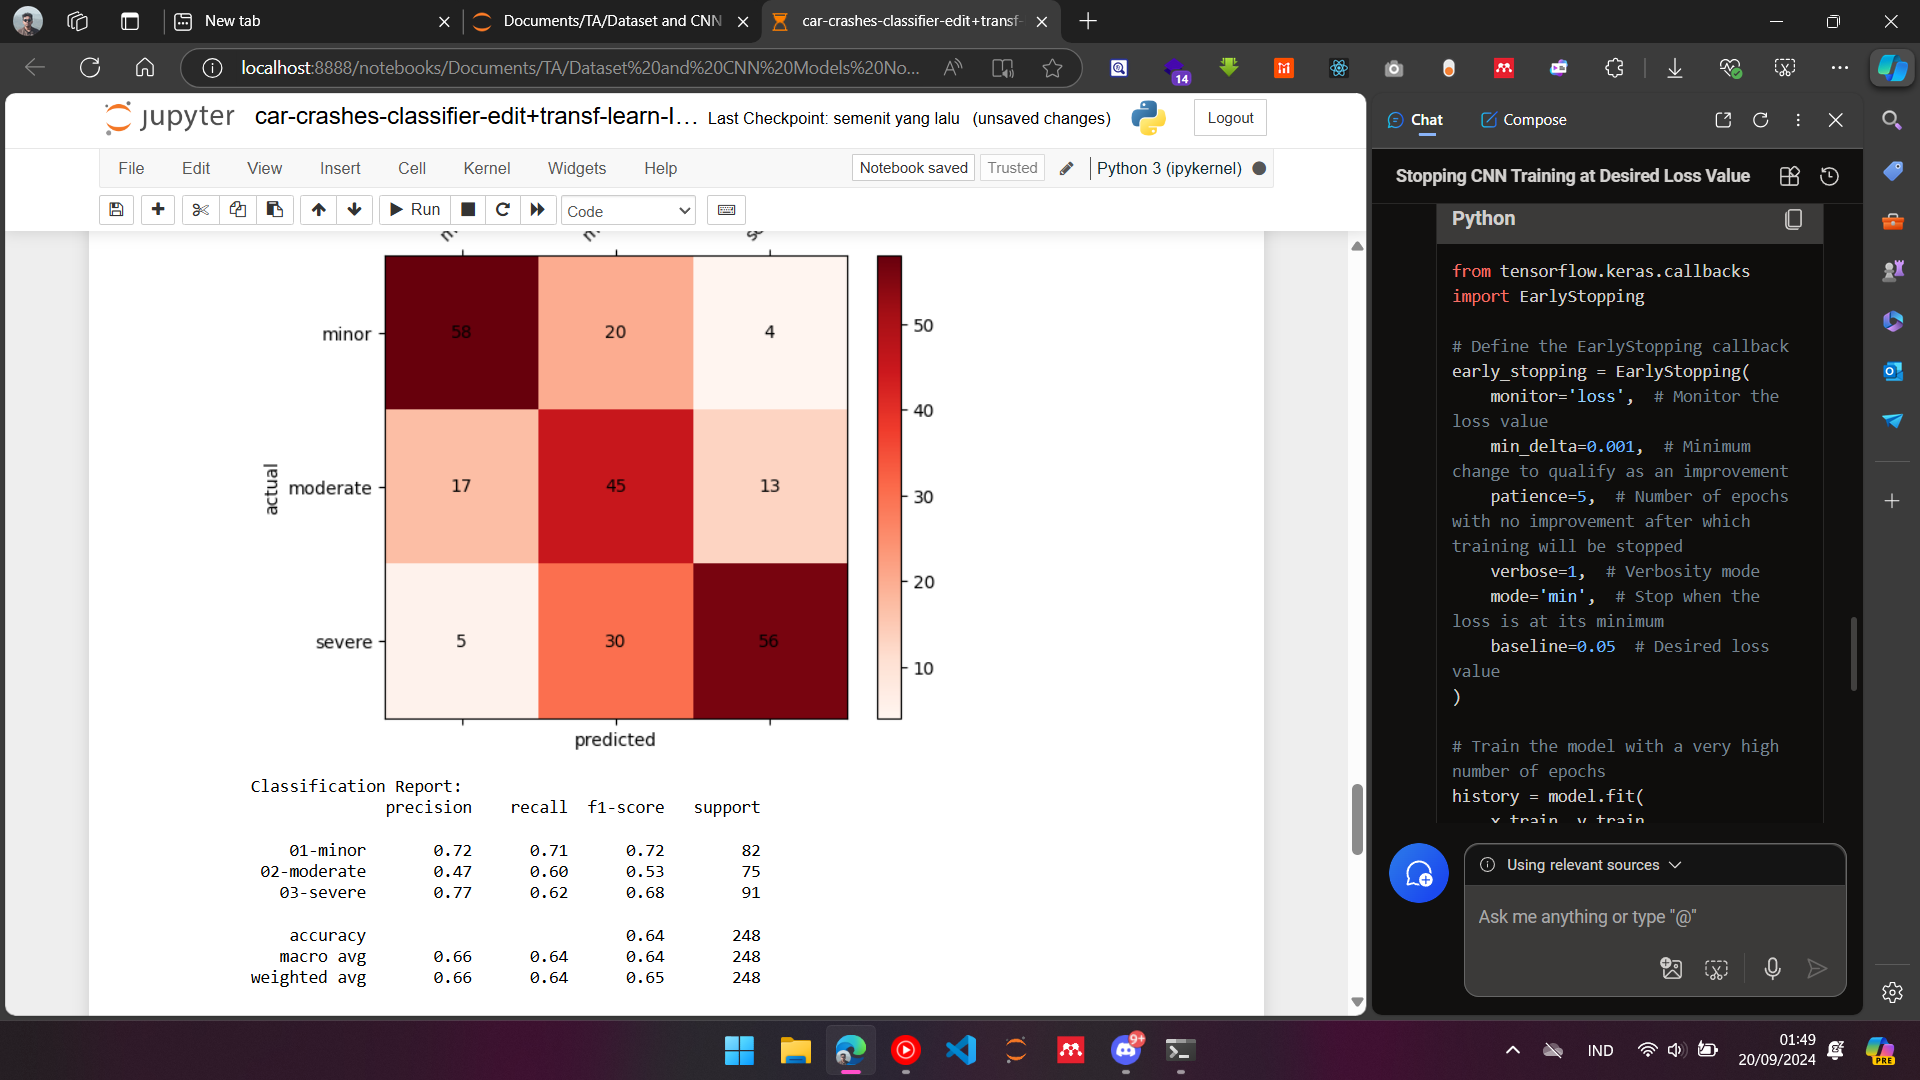 New tab
Documents/TA/Dataset and CNN
car-crashes-classifier-edit+transf-
localhost:8888/notebooks/Documents/TA/Dataset%20and%20CNN%20Models%20No...
14
jupyter
car-crashes-classifier-edit+transf-learn-l... Last Checkpoint: semenit yang lalu (unsaved changes)
Logout
File Edit View Insert Cell Kernel Widgets Help
Notebook saved Trusted Python 3 (ipykernel)
Run Code
minor
58 20 4
moderate
17 45 13
severe
5 30 56
actual
predicted
50
40
30
20
10
Classification Report:
precision recall f1-score support
01-minor 0.72 0.71 0.72 82
02-moderate 0.47 0.60 0.53 75
03-severe 0.77 0.62 0.68 91
accuracy 0.64 248
macro avg 0.66 0.64 0.64 248
weighted avg 0.66 0.64 0.65 248
Chat Compose
Stopping CNN Training at Desired Loss Value
Python
from tensorflow.keras.callbacks
import EarlyStopping
# Define the EarlyStopping callback
early_stopping = EarlyStopping(
monitor='loss', # Monitor the
loss value
min_delta=0.001, # Minimum
change to qualify as an improvement
patience=5, # Number of epochs
with no improvement after which
training will be stopped
verbose=1, # Verbosity mode
mode='min', # Stop when the
loss is at its minimum
baseline=0.05 # Desired loss
value
)
# Train the model with a very high
number of epochs
history = model.fit(
x_train, y_train,
Using relevant sources
Ask me anything or type "@"
9+
IND
01:49
20/09/2024
PRE